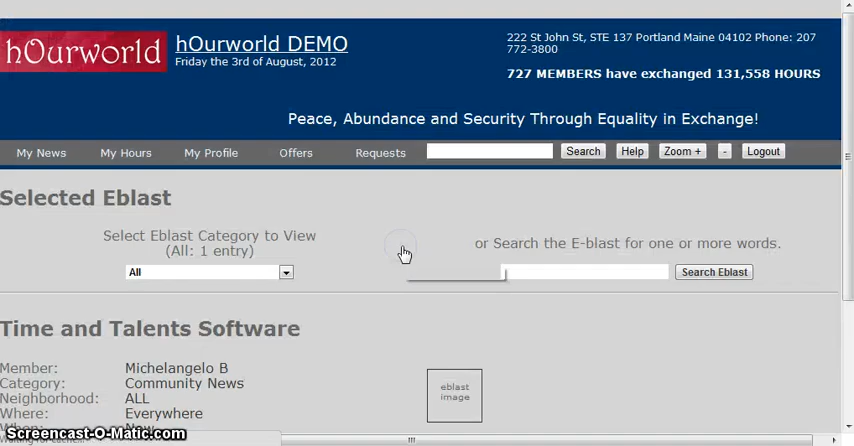 hOurworld
hOurworld DEMO
Friday the 3rd of August, 2012
222 St John St, STE 137 Portland Maine 04102 Phone: 207
772-3800
727 MEMBERS have exchanged 131,558 HOURS
Peace, Abundance and Security Through Equality in Exchange!
My News My Hours My Profile Offers Requests Search Help Zoom + - Logout
Selected Eblast
Select Eblast Category to View
(All: 1 entry)
or Search the E-blast for one or more words.
All
Search Eblast
Time and Talents Software
Member: Michelangelo B
Category: Community News
Neighborhood: ALL
Where: Everywhere
When: Now
eblast
image
Screencast-O-Matic.com